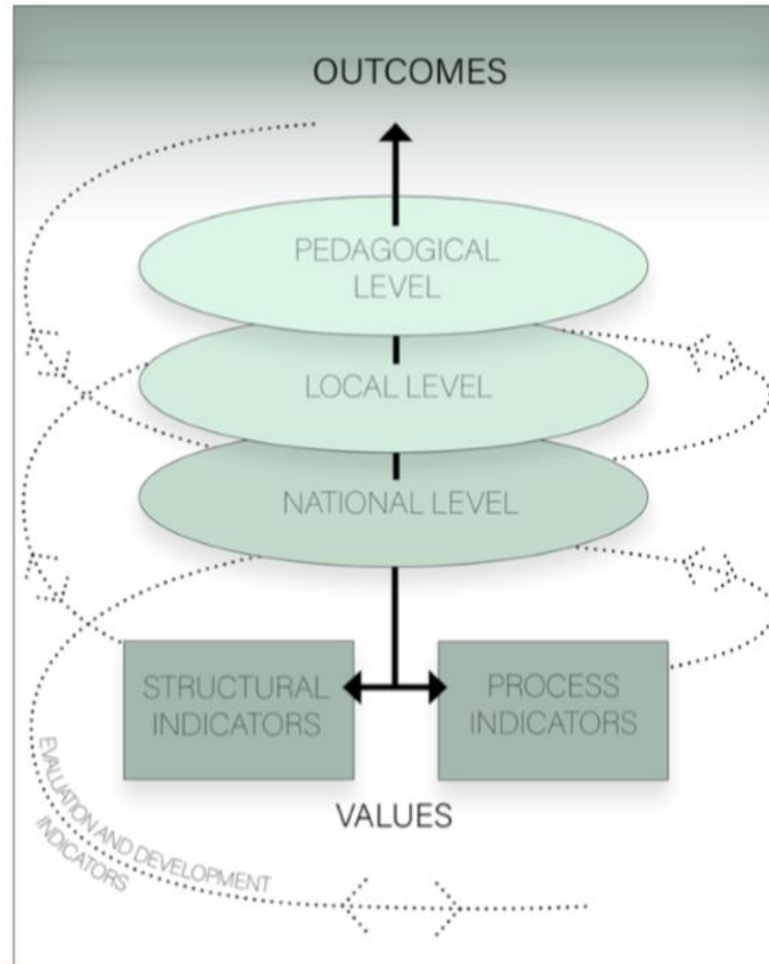 OUTCOMES
PEDAGOGICAL
LEVEL
LOCAL LEVEL
NATIONAL LEVEL
STRUCTURAL
INDICATORS
PROCESS
INDICATORS
VALUES
EVALUATION AND DEVELOPMENT
INDICATORS